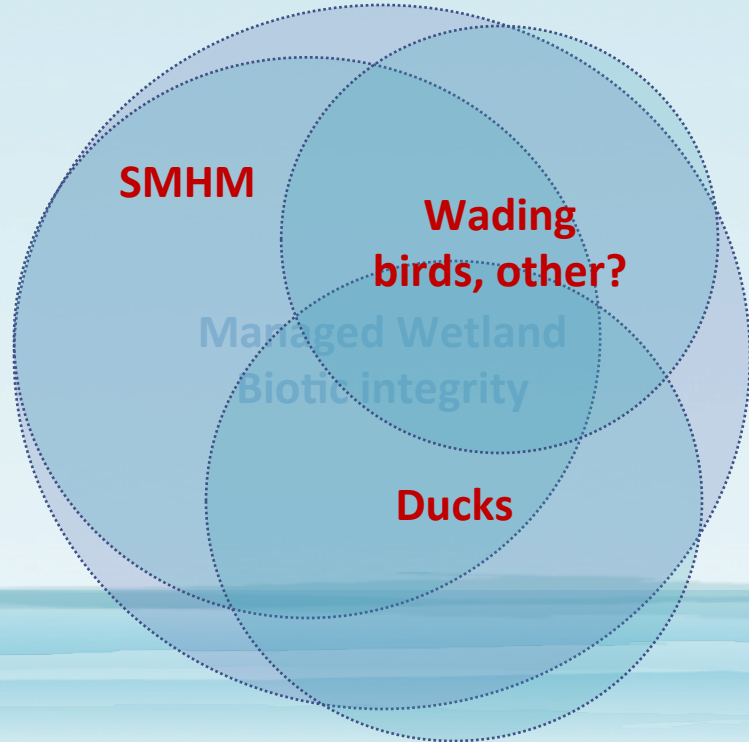 SMHM
Wading
birds, other?
Managed Wetland
Biotic integrity
Ducks